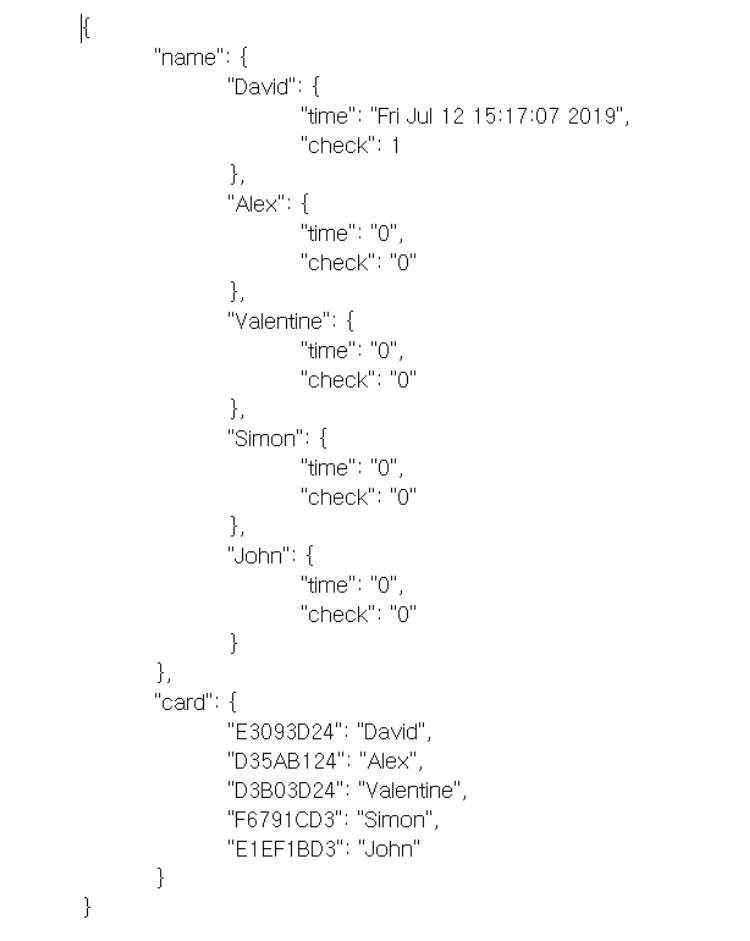 {
"name": {
"David": {
"time": "Fri Jul 12 15:17:07 2019",
"check": 1
},
"Alex": {
"time": "0",
"check": "0"
},
"Valentine": {
"time": "0",
"check": "0"
},
"Simon": {
"time": "0",
"check": "0"
},
"John": {
"time": "0",
"check": "0"
}
},
"card": {
"E3093D24": "David",
"D35AB124": "Alex",
"D3B03D24": "Valentine",
"F6791CD3": "Simon",
"E1EF1BD3": "John"
}
}